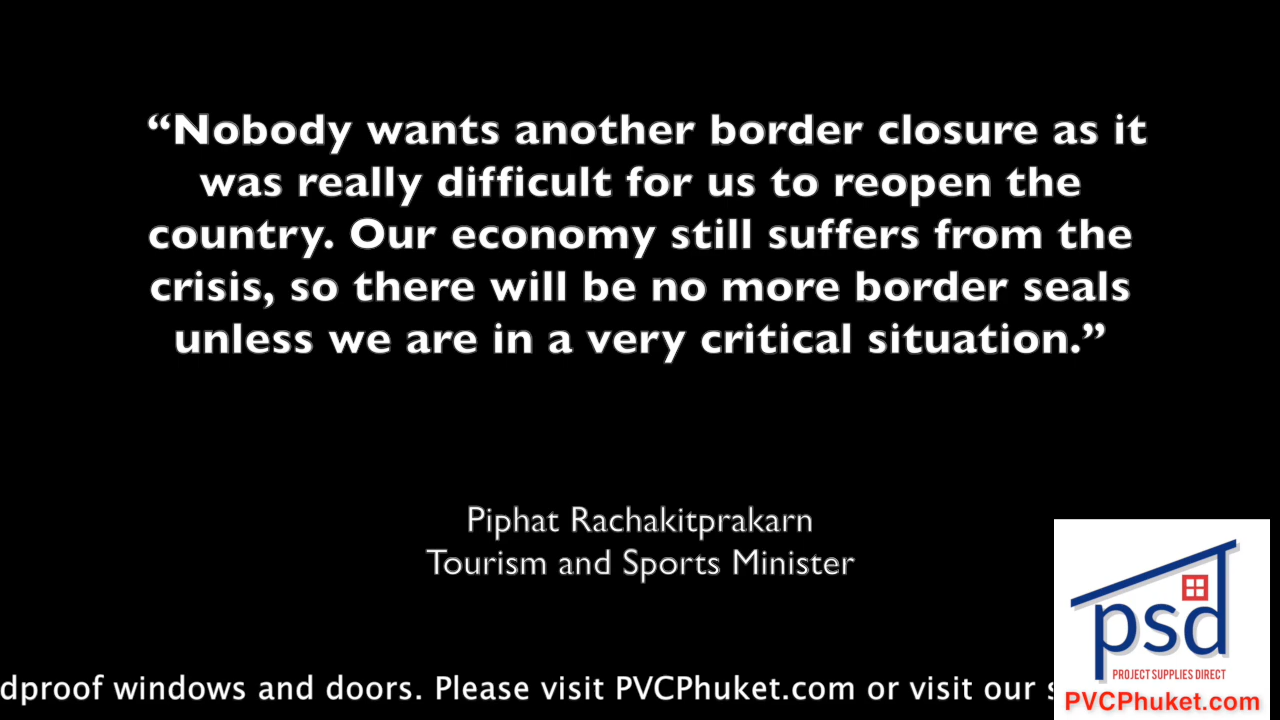 “Nobody wants another border closure as it
was really difficult for us to reopen the
country. Our economy still suffers from the
crisis, so there will be no more border seals
unless we are in a very critical situation.”
Piphat Rachakitprakarn
Tourism and Sports Minister
psd
PROJECT SUPPLIES DIRECT
PVCPhuket.com
windows and doors. Please visit PVCPhuket.com or visit our